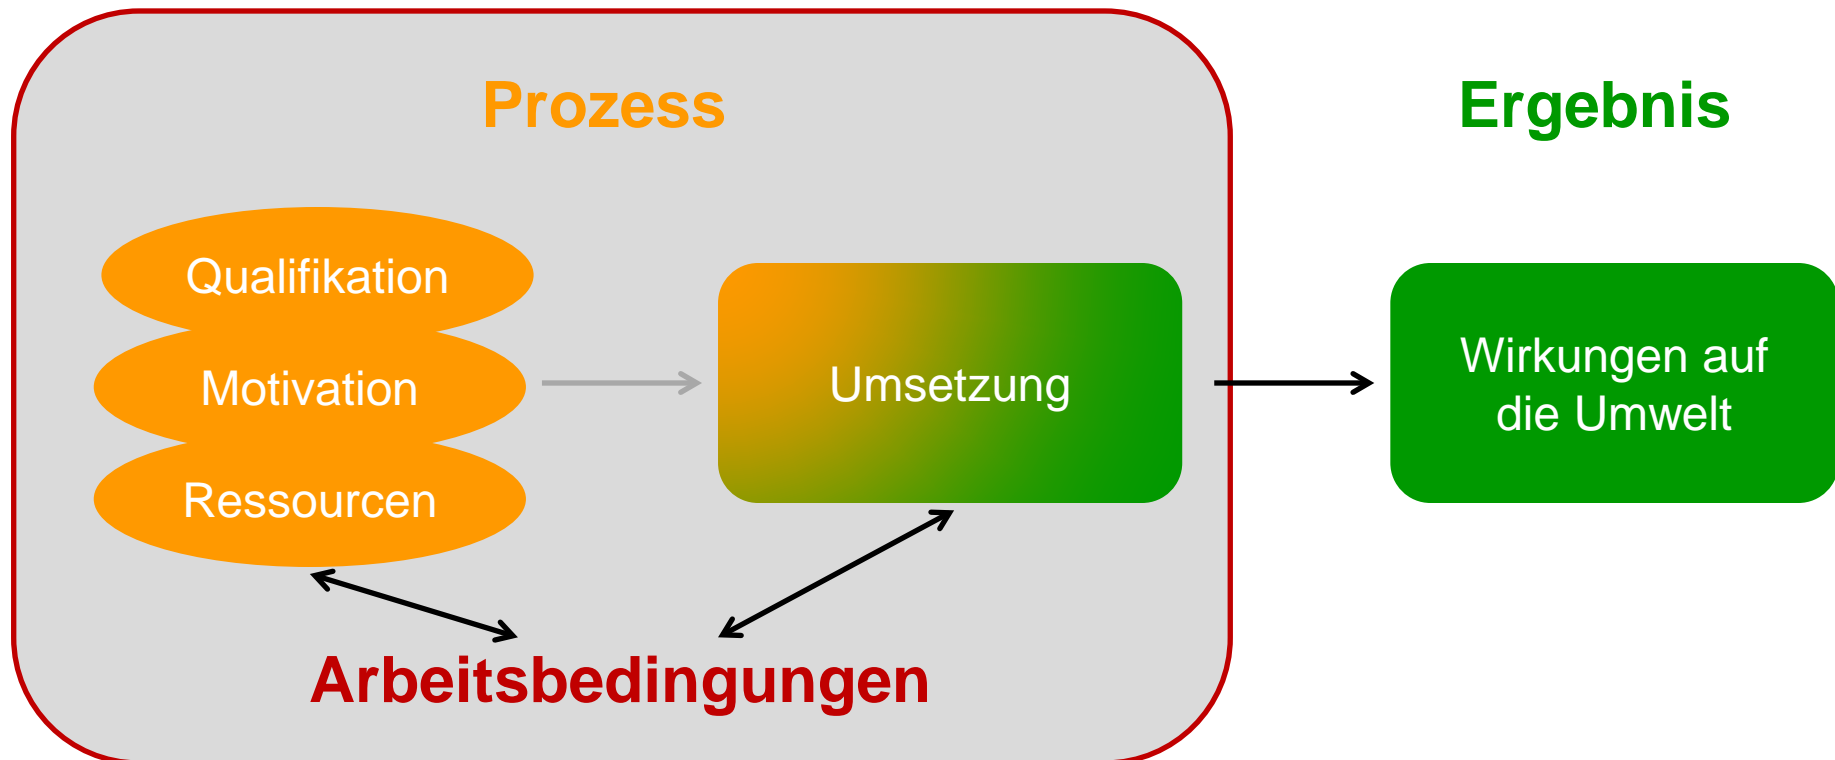 Prozess
Ergebnis
Qualifikation
Motivation
Ressourcen
Umsetzung
Wirkungen auf
die Umwelt
Arbeitsbedingungen